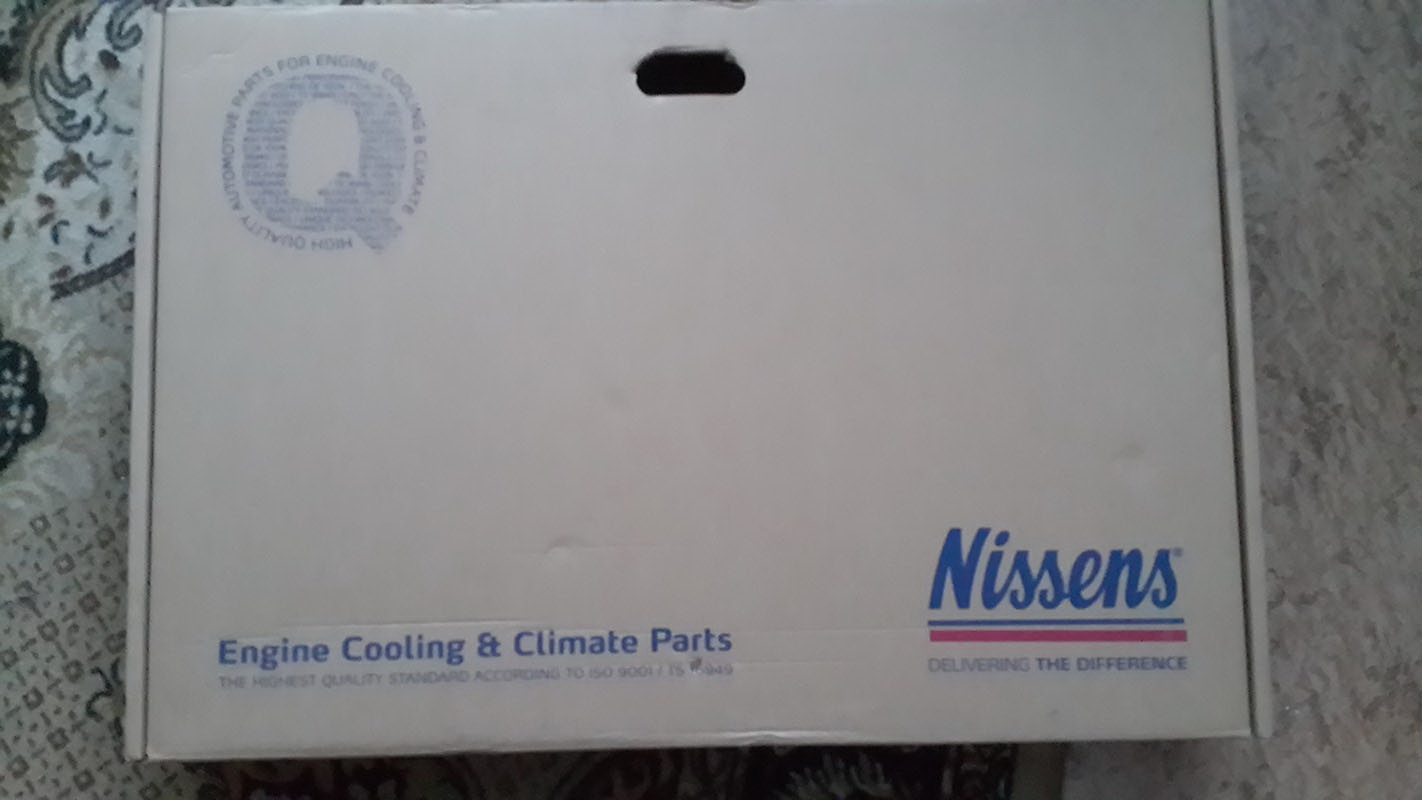 HIGH QUALITY AUTOMOTIVE PARTS FOR ENGINE COOLING & CLIMATE
Q
Nissens®
Engine Cooling & Climate Parts
THE HIGHEST QUALITY STANDARD ACCORDING TO ISO 9001 / TS
DELIVERING THE DIFFERENCE